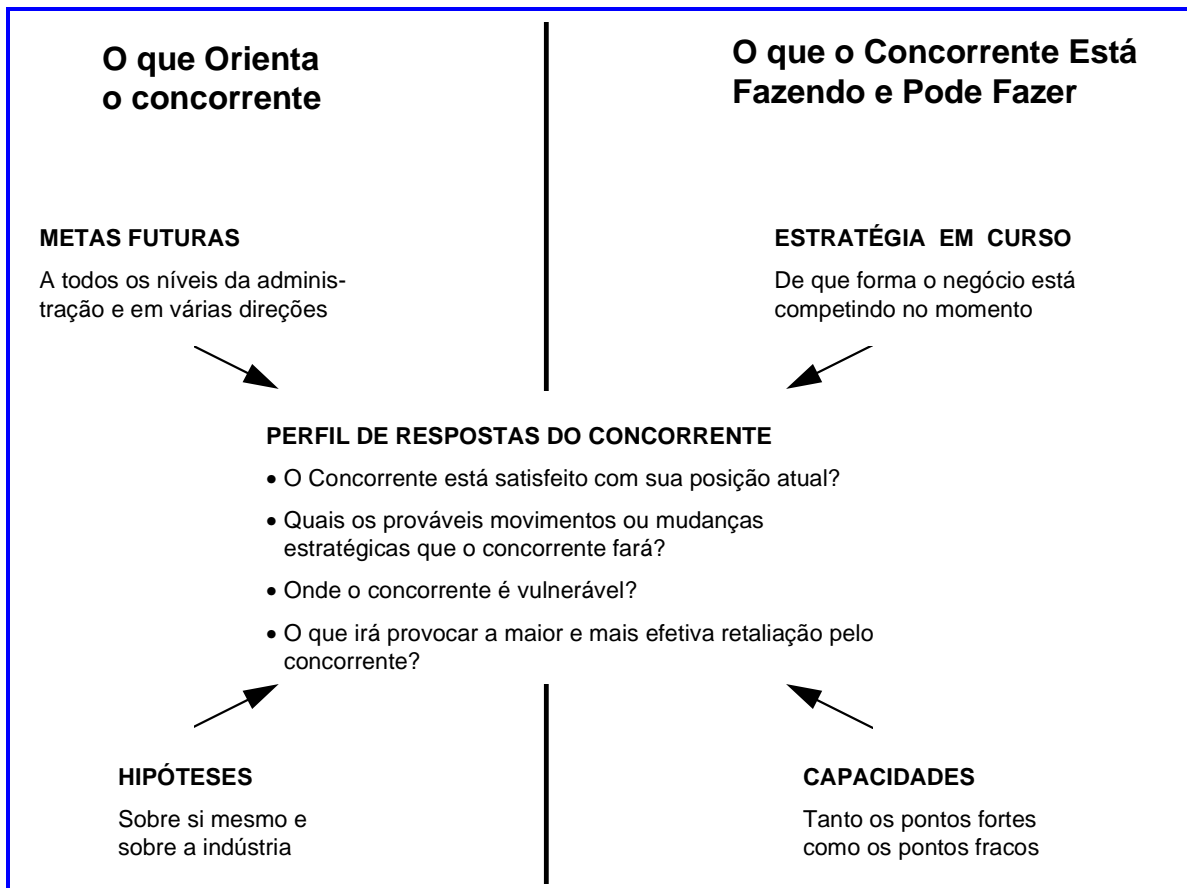 O que Orienta
o concorrente
O que o Concorrente Está
Fazendo e Pode Fazer
METAS FUTURAS
A todos os níveis da adminis-
tração e em várias direções
ESTRATÉGIA EM CURSO
De que forma o negócio está
competindo no momento
PERFIL DE RESPOSTAS DO CONCORRENTE
• O Concorrente está satisfeito com sua posição atual?
• Quais os prováveis movimentos ou mudanças
estratégicas que o concorrente fará?
• Onde o concorrente é vulnerável?
• O que irá provocar a maior e mais efetiva retaliação pelo
concorrente?
HIPÓTESES
Sobre si mesmo e
sobre a indústria
CAPACIDADES
Tanto os pontos fortes
como os pontos fracos